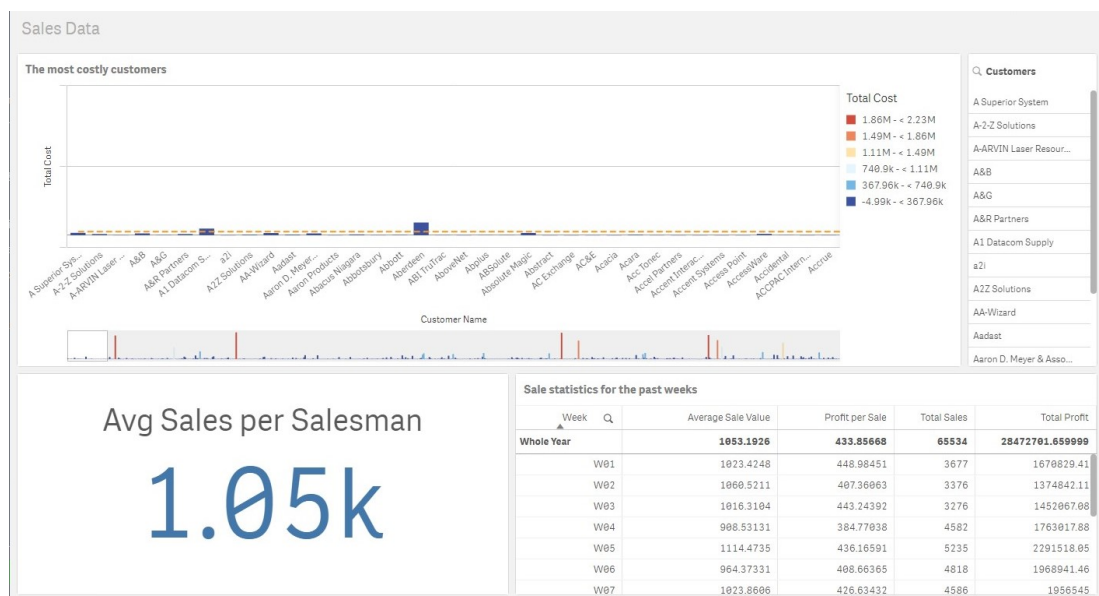 Sales Data
The most costly customers
Total Cost
A Superior Sys...
A-2-Z Solutions
A-ARVIN Laser ...
A&B
A&G
A&R Partners
A1 Datacom S...
a2i
A2Z Solutions
AA-Wizard
Aadast
Aaron D. Meyer...
Aaron Products
Abacus Niagara
Abbotsbury
Abbott
Aberdeen
ABI TruTrac
AboveNet
Abplus
ABSolute
Absolute Magic
Abstract
AC Exchange
AC&E
Acacia
Acara
Acc Tonec
Accel Partners
Accent Interac...
Accent Systems
Access Point
AccessWare
Accidental
ACCPAC Intern...
Accrue
Customer Name
Total Cost
1.86M - < 2.23M
1.49M - < 1.86M
1.11M - < 1.49M
740.9k - < 1.11M
367.96k - < 740.9k
-4.99k - < 367.96k
Customers
A Superior System
A-2-Z Solutions
A-ARVIN Laser Resour...
A&B
A&G
A&R Partners
A1 Datacom Supply
a2i
A2Z Solutions
AA-Wizard
Aadast
Aaron D. Meyer & Asso...
Avg Sales per Salesman
1.05k
Sale statistics for the past weeks
Week Average Sale Value Profit per Sale Total Sales Total Profit
Whole Year 1053.1926 433.85668 65534 28472701.659999
W01 1023.4248 448.98451 3677 1670829.41
W02 1060.5211 407.36063 3376 1374842.11
W03 1016.3104 443.24392 3276 1452067.08
W04 908.53131 384.77038 4582 1763017.88
W05 1114.4735 436.16591 5235 2291518.05
W06 964.37331 408.66365 4818 1968941.46
W07 1023.8606 426.63432 4586 1956545